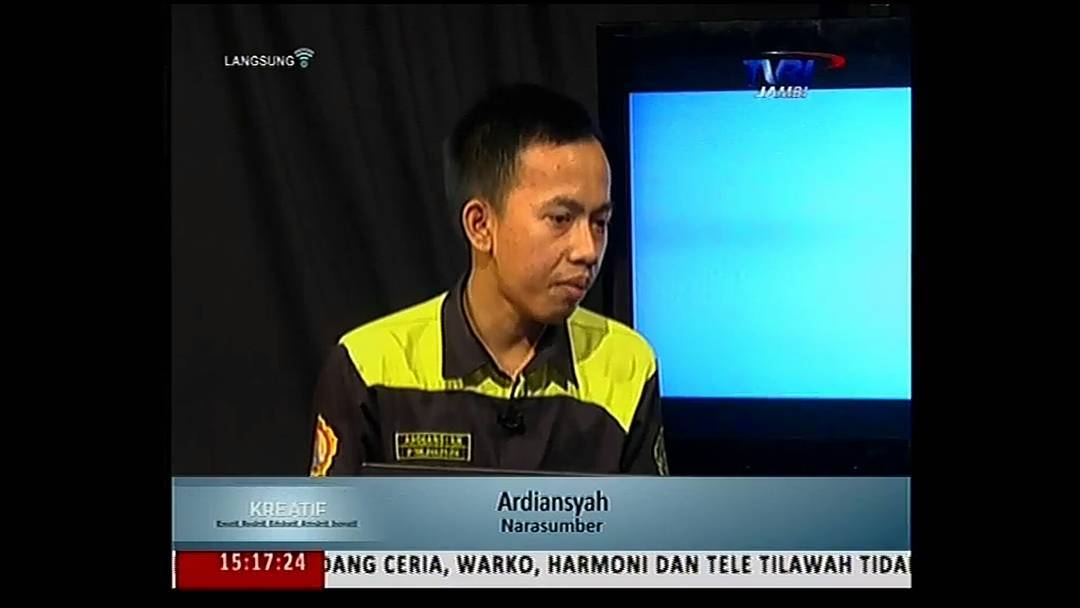 LANGSUNG
TVRI
JAMBI
KREATIF
Ardiansyah
Narasumber
15:17:24
DANG CERIA, WARKO, HARMONI DAN TELE TILAWAH TIDA